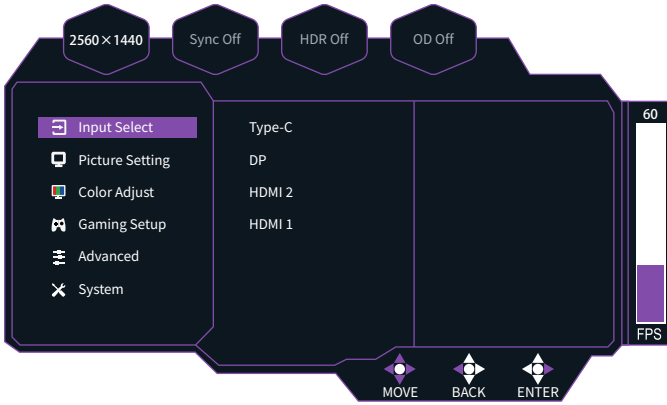 2560×1440
Sync Off
HDR Off
OD Off
60
Input Select
Type-C
Picture Setting
DP
Color Adjust
HDMI 2
Gaming Setup
HDMI 1
Advanced
System
FPS
MOVE
BACK
ENTER